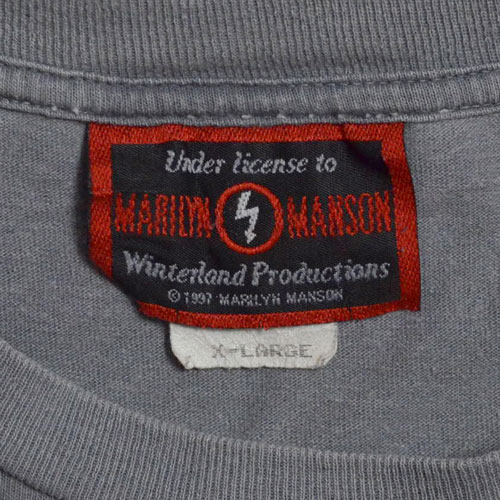 Under license to
MARILYN MANSON
Winterland Productions
© 1997 MARILYN MANSON
X-LARGE